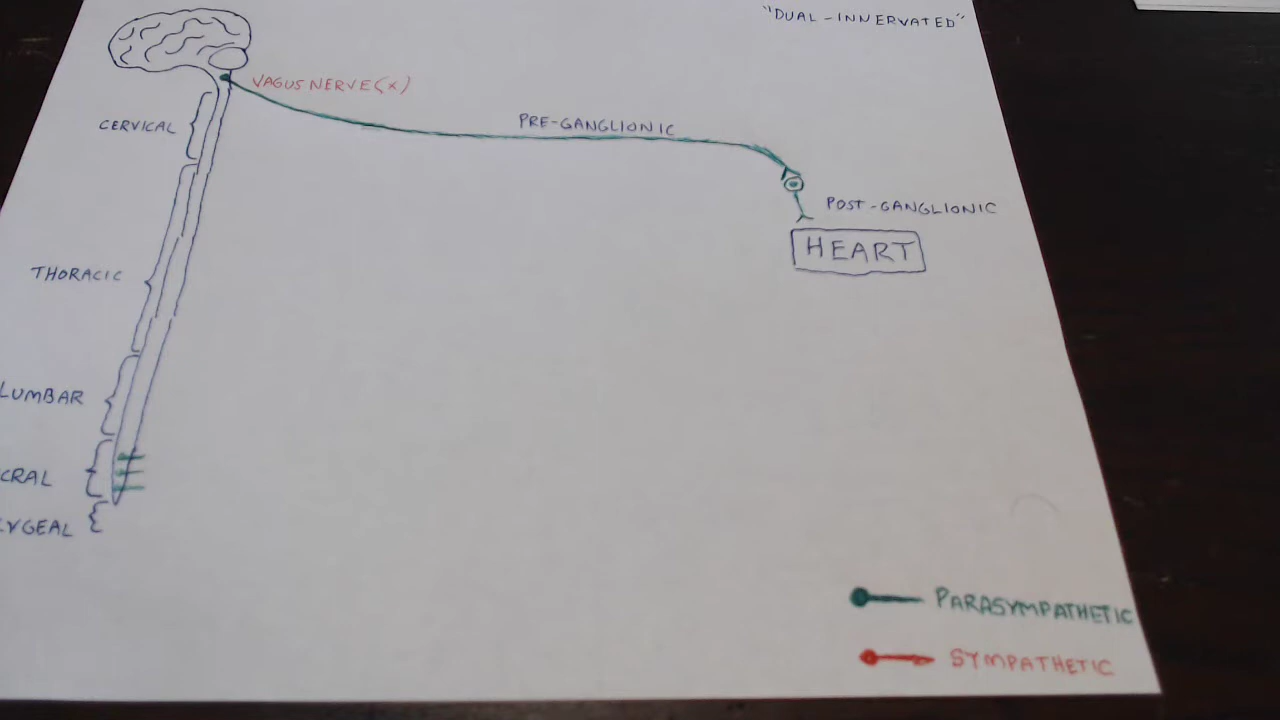 "DUAL-INNERVATED"
VAGUS NERVE (X)
PRE-GANGLIONIC
CERVICAL
POST-GANGLIONIC
HEART
THORACIC
LUMBAR
CRAL
YGEAL
PARASYMPATHETIC
SYMPATHETIC